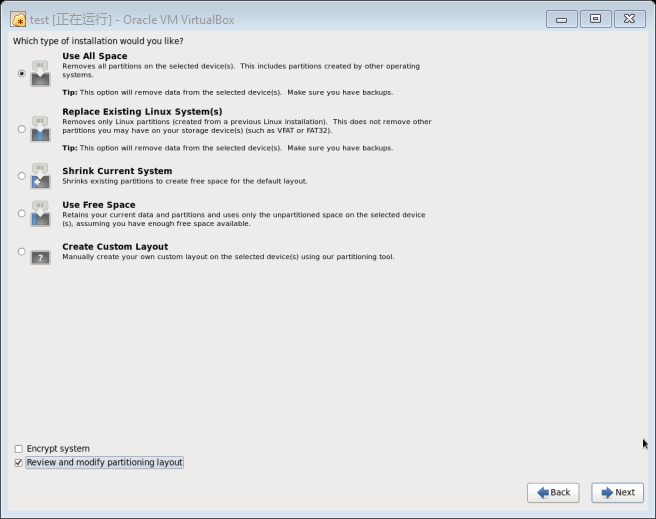 test [正在运行] - Oracle VM VirtualBox
Which type of installation would you like?
Use All Space
Removes all partitions on the selected device(s).  This includes partitions created by other operating
systems.
Tip: This option will remove data from the selected device(s).  Make sure you have backups.
Replace Existing Linux System(s)
Removes only Linux partitions (created from a previous Linux installation).  This does not remove other
partitions you may have on your storage device(s) (such as VFAT or FAT32).
Tip: This option will remove data from the selected device(s).  Make sure you have backups.
Shrink Current System
Shrinks existing partitions to create free space for the default layout.
Use Free Space
Retains your current data and partitions and uses only the unpartitioned space on the selected device
(s), assuming you have enough free space available.
Create Custom Layout
Manually create your own custom layout on the selected device(s) using our partitioning tool.
Encrypt system
Review and modify partitioning layout
Back
Next